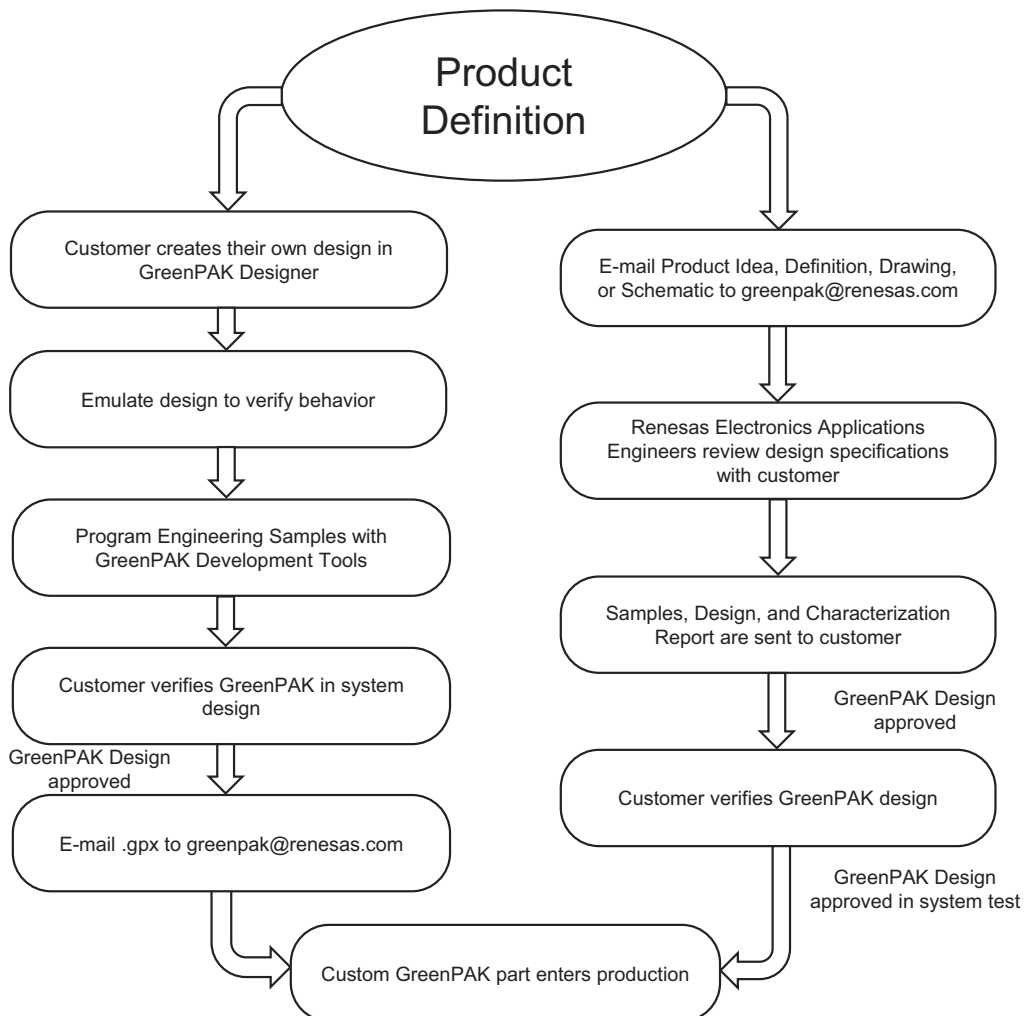 Product
Definition
Customer creates their own design in
GreenPAK Designer
Emulate design to verify behavior
Program Engineering Samples with
GreenPAK Development Tools
Customer verifies GreenPAK in system
design
GreenPAK Design
approved
E-mail .gpx to greenpak@renesas.com
E-mail Product Idea, Definition, Drawing,
or Schematic to greenpak@renesas.com
Renesas Electronics Applications
Engineers review design specifications
with customer
Samples, Design, and Characterization
Report are sent to customer
GreenPAK Design
approved
Customer verifies GreenPAK design
GreenPAK Design
approved in system test
Custom GreenPAK part enters production